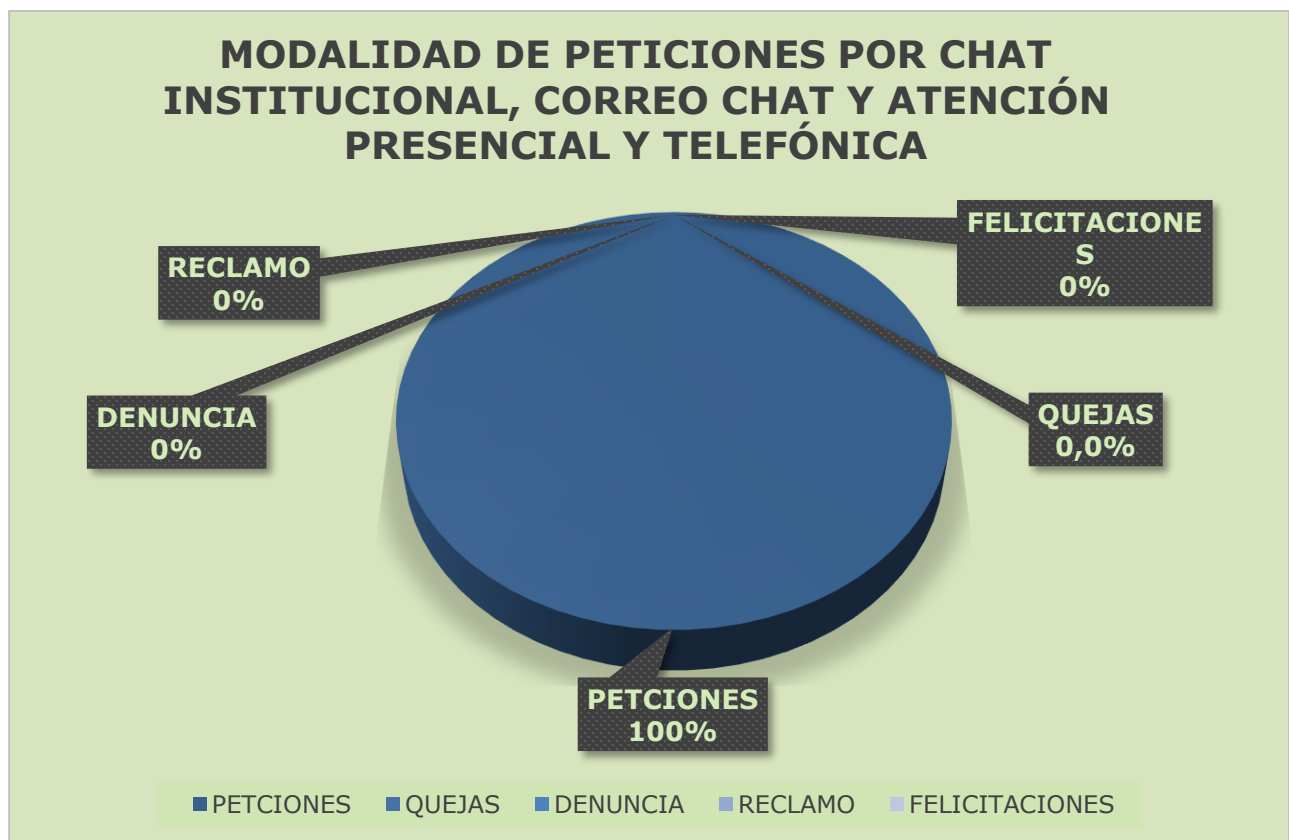 MODALIDAD DE PETICIONES POR CHAT
INSTITUCIONAL, CORREO CHAT Y ATENCIÓN
PRESENCIAL Y TELEFÓNICA
FELICITACIONE
S
0%
RECLAMO
0%
DENUNCIA
0%
QUEJAS
0,0%
PETCIONES
100%
PETCIONES QUEJAS DENUNCIA RECLAMO FELICITACIONES